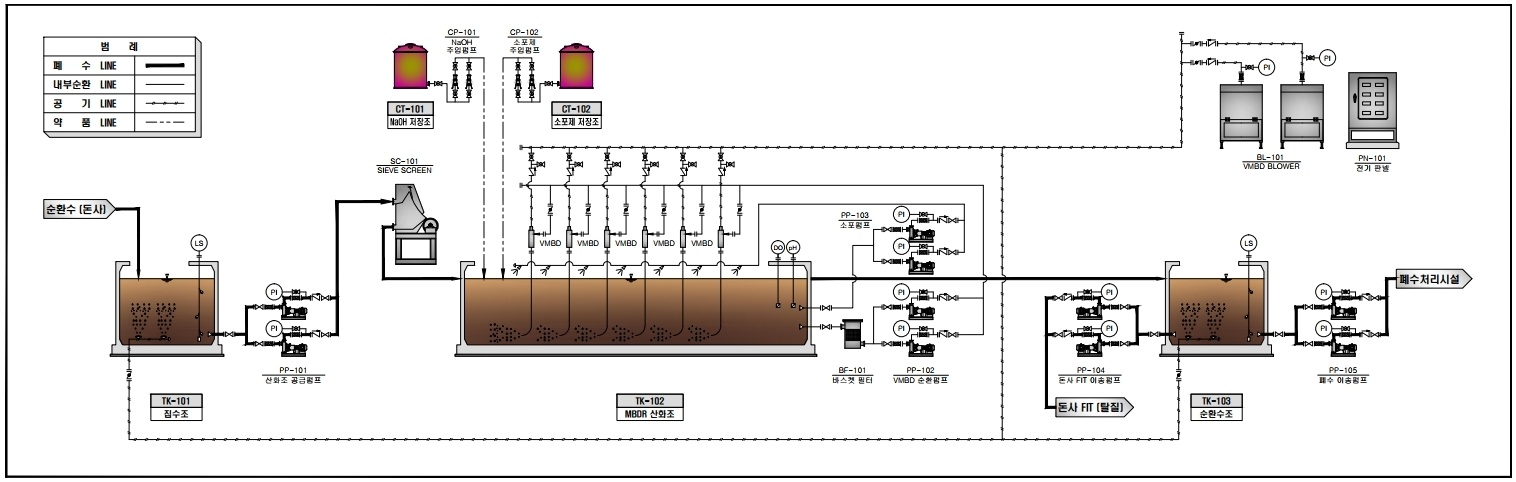 범 례
폐 수 LINE
내부순환 LINE
공 기 LINE
약 품 LINE
CP-101
NaOH
주입펌프
CP-102
소포제
주입펌프
CT-101
NaOH 저장조
CT-102
소포제 저장조
SC-101
SIEVE SCREEN
PI
PI
BL-101
VMBD BLOWER
PN-101
전기 판넬
순환수 (돈사)
LS
VMBD
VMBD
VMBD
VMBD
VMBD
DO
pH
PP-103
소포펌프
PI
PI
LS
PI
PI
PP-101
산화조 공급펌프
BF-101
바스켓 필터
PI
PI
PP-102
VMBD 순환펌프
PI
PI
PP-104
돈사 FIT 이송펌프
PI
PI
PP-105
폐수 이송펌프
폐수처리시설
돈사 FIT (탈질)
TK-101
집수조
TK-102
MBDR 산화조
TK-103
순환수조